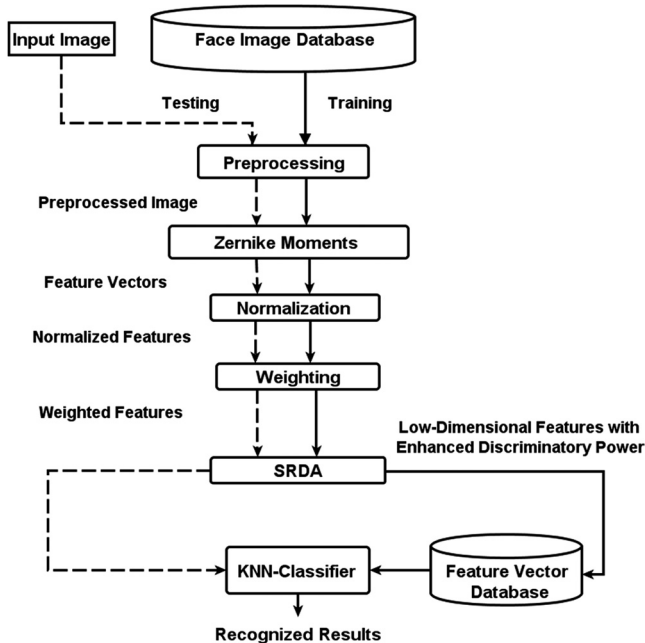 Input Image
Face Image Database
Testing
Training
Preprocessing
Preprocessed Image
Zernike Moments
Feature Vectors
Normalization
Normalized Features
Weighting
Weighted Features
Low-Dimensional Features with
Enhanced Discriminatory Power
SRDA
KNN-Classifier
Feature Vector
Database
Recognized Results